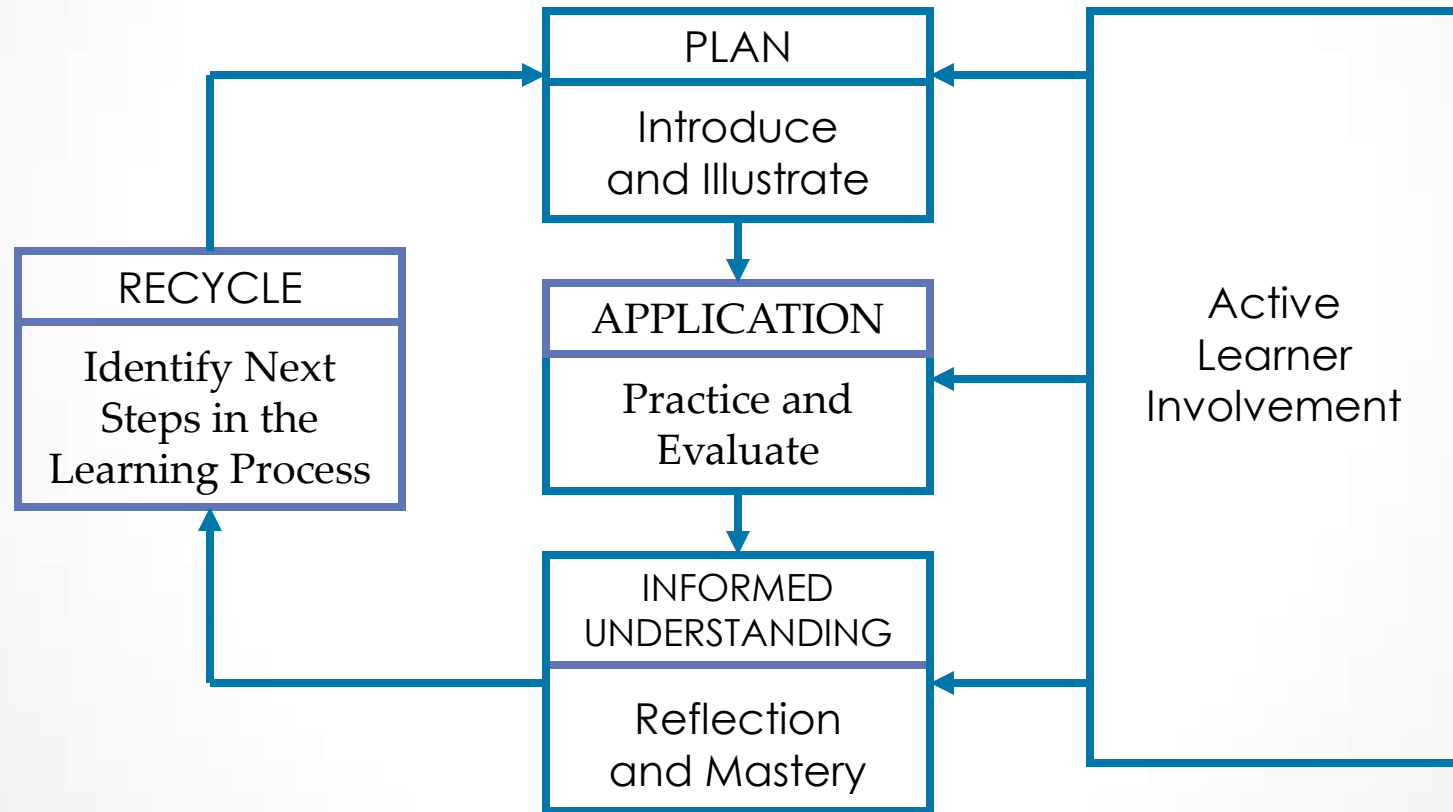 PLAN
Introduce
and Illustrate
RECYCLE
Identify Next
Steps in the
Learning Process
APPLICATION
Practice and
Evaluate
INFORMED
UNDERSTANDING
Reflection
and Mastery
Active
Learner
Involvement